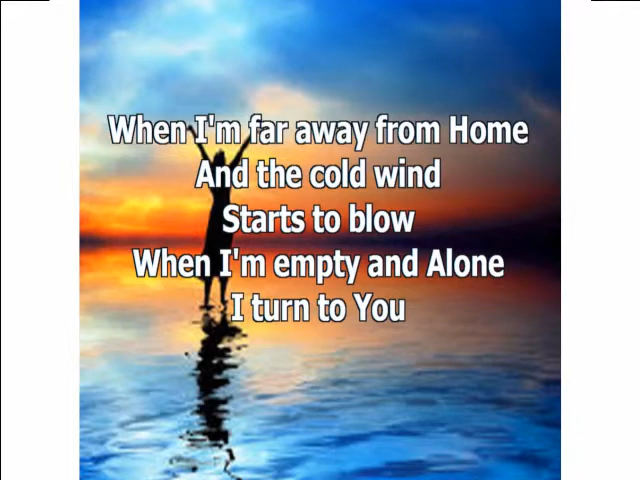 When I'm far away from Home
And the cold wind
Starts to blow
When I'm empty and Alone
I turn to You